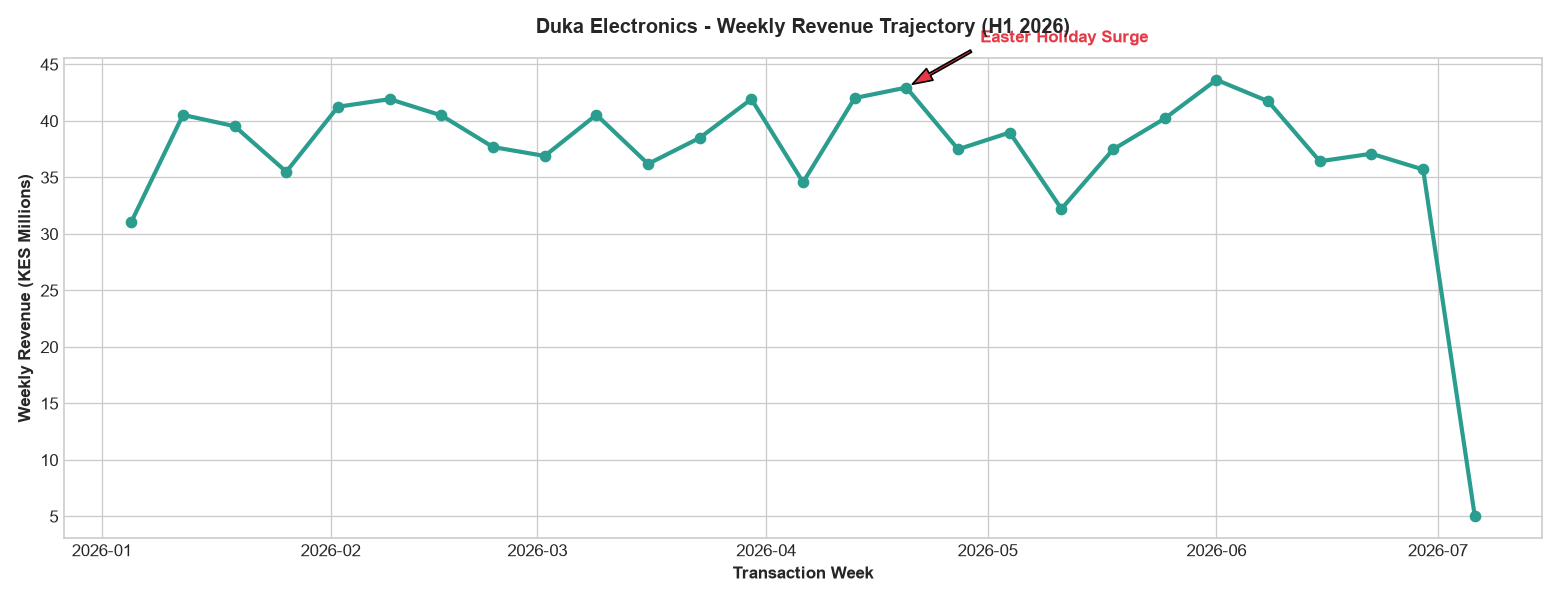 Duka Electronics - Weekly Revenue Trajectory (H1 2026)
Easter Holiday Surge
Weekly Revenue (KES Millions)
45
40
35
30
25
20
15
10
5
2026-01 2026-02 2026-03 2026-04 2026-05 2026-06 2026-07
Transaction Week